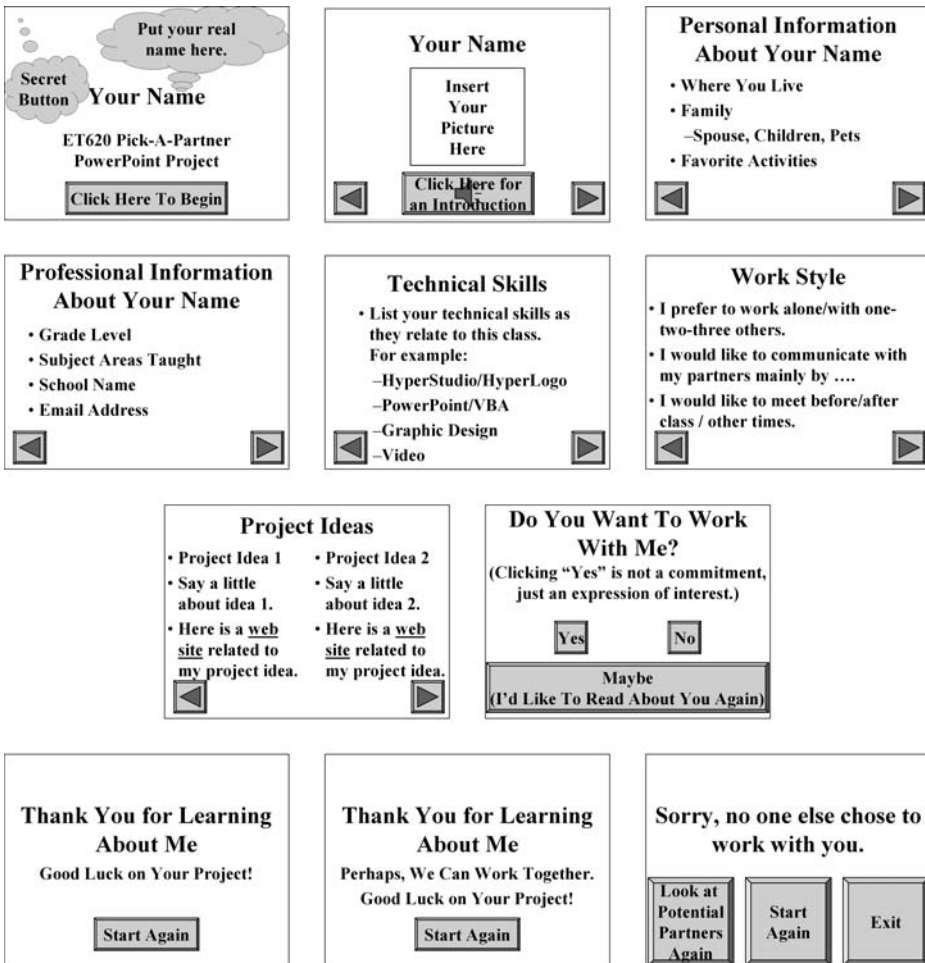 Put your real
name here.
Secret
Button
Your Name
ET620 Pick-A-Partner
PowerPoint Project
Click Here To Begin
Your Name
Insert
Your
Picture
Here
Click Here for
an Introduction
Personal Information
About Your Name
• Where You Live
• Family
–Spouse, Children, Pets
• Favorite Activities
Professional Information
About Your Name
• Grade Level
• Subject Areas Taught
• School Name
• Email Address
Technical Skills
• List your technical skills as
they relate to this class.
For example:
–HyperStudio/HyperLogo
–PowerPoint/VBA
–Graphic Design
–Video
Work Style
• I prefer to work alone/with one-
two-three others.
• I would like to communicate with
my partners mainly by ….
• I would like to meet before/after
class / other times.
Project Ideas
• Project Idea 1
• Say a little
about idea 1.
• Here is a web
site related to
my project idea.
• Project Idea 2
• Say a little
about idea 2.
• Here is a web
site related to
my project idea.
Do You Want To Work
With Me?
(Clicking “Yes” is not a commitment,
just an expression of interest.)
Yes
No
Maybe
(I’d Like To Read About You Again)
Thank You for Learning
About Me
Good Luck on Your Project!
Start Again
Thank You for Learning
About Me
Perhaps, We Can Work Together.
Good Luck on Your Project!
Start Again
Sorry, no one else chose to
work with you.
Look at
Potential
Partners
Again
Start
Again
Exit